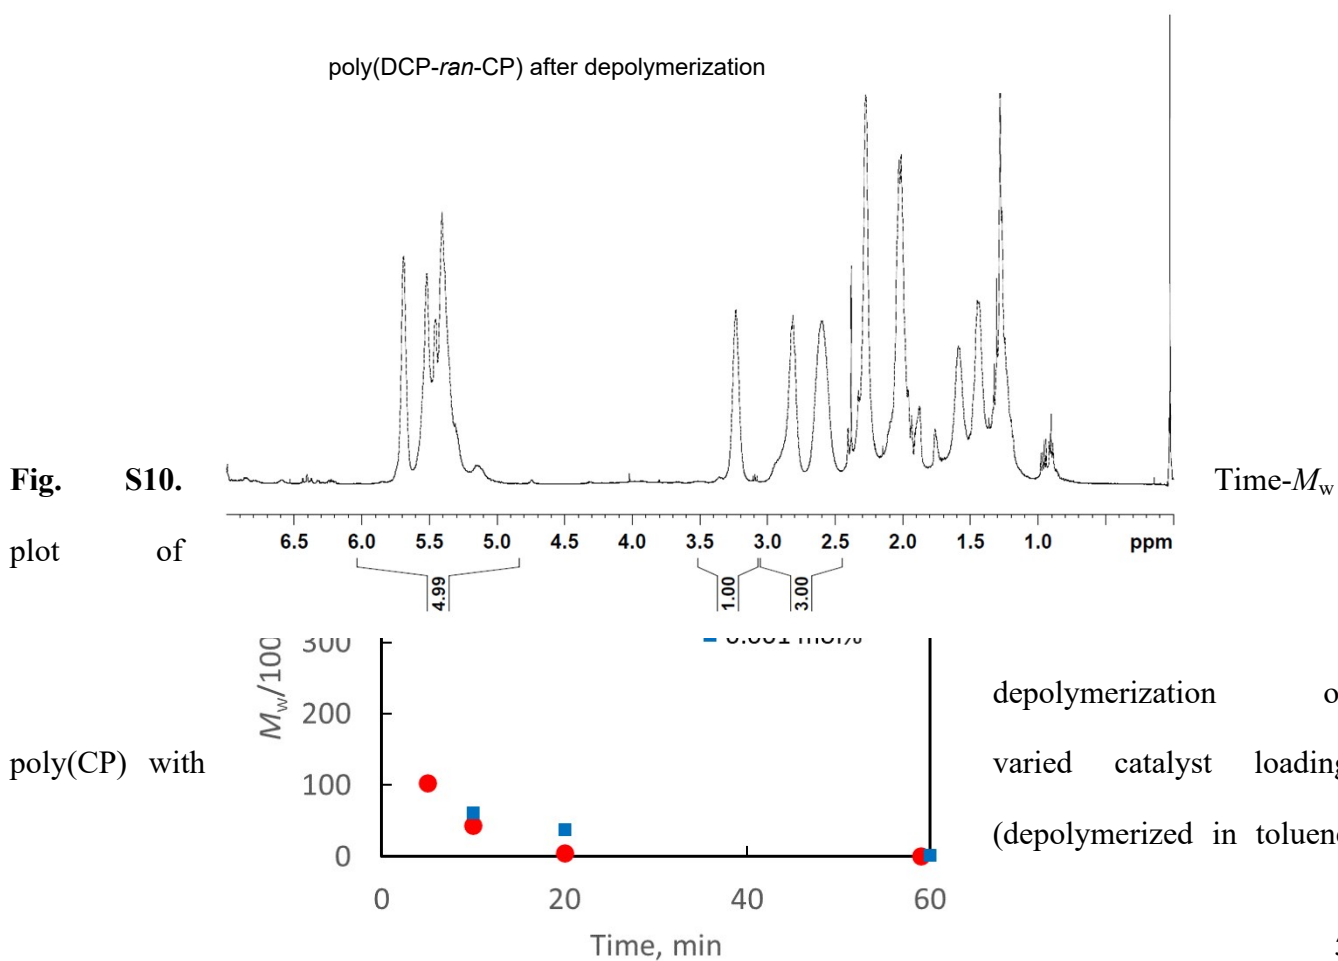 poly(DCP-ran-CP) after depolymerization
Fig. S10. Time-Mw
plot of
6.5 6.0 5.5 5.0 4.5 4.0 3.5 3.0 2.5 2.0 1.5 1.0 ppm
4.99 1.00 3.00
300
Mw/100
200
100
0
depolymerization
poly(CP) with varied catalyst loading
(depolymerized in toluene
0 20 40 60
Time, min